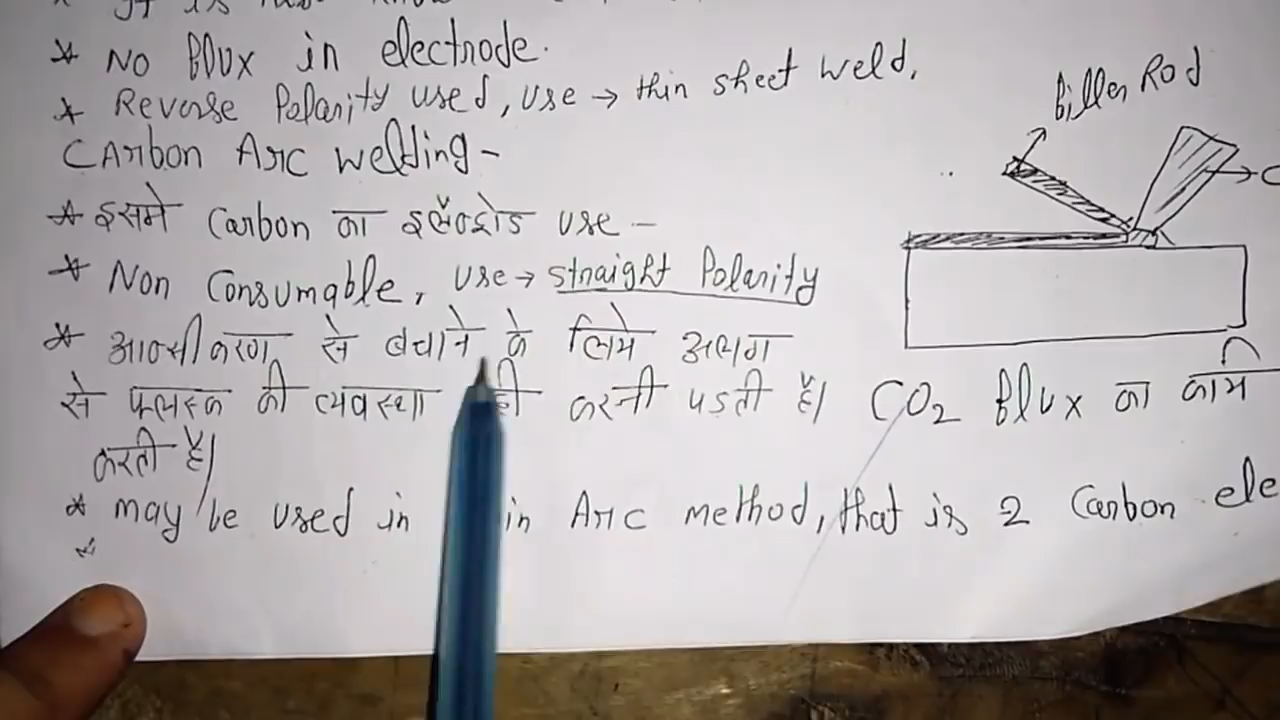 * No flux in electrode.
* Reverse Polarity used, use → thin sheet weld.
Filler Rod
CArbon Arc welding -
* इसमे Carbon का इलैक्ट्रोड use -
* Non Consumable, use → straight Polarity
* आक्सीकरण से बचाने के लिये अलग
से फ्लक्स की व्यवस्था ही करनी पडती है। CO2 flux का काम
करती है।
* may be used in in Arc method, that is 2 Carbon ele